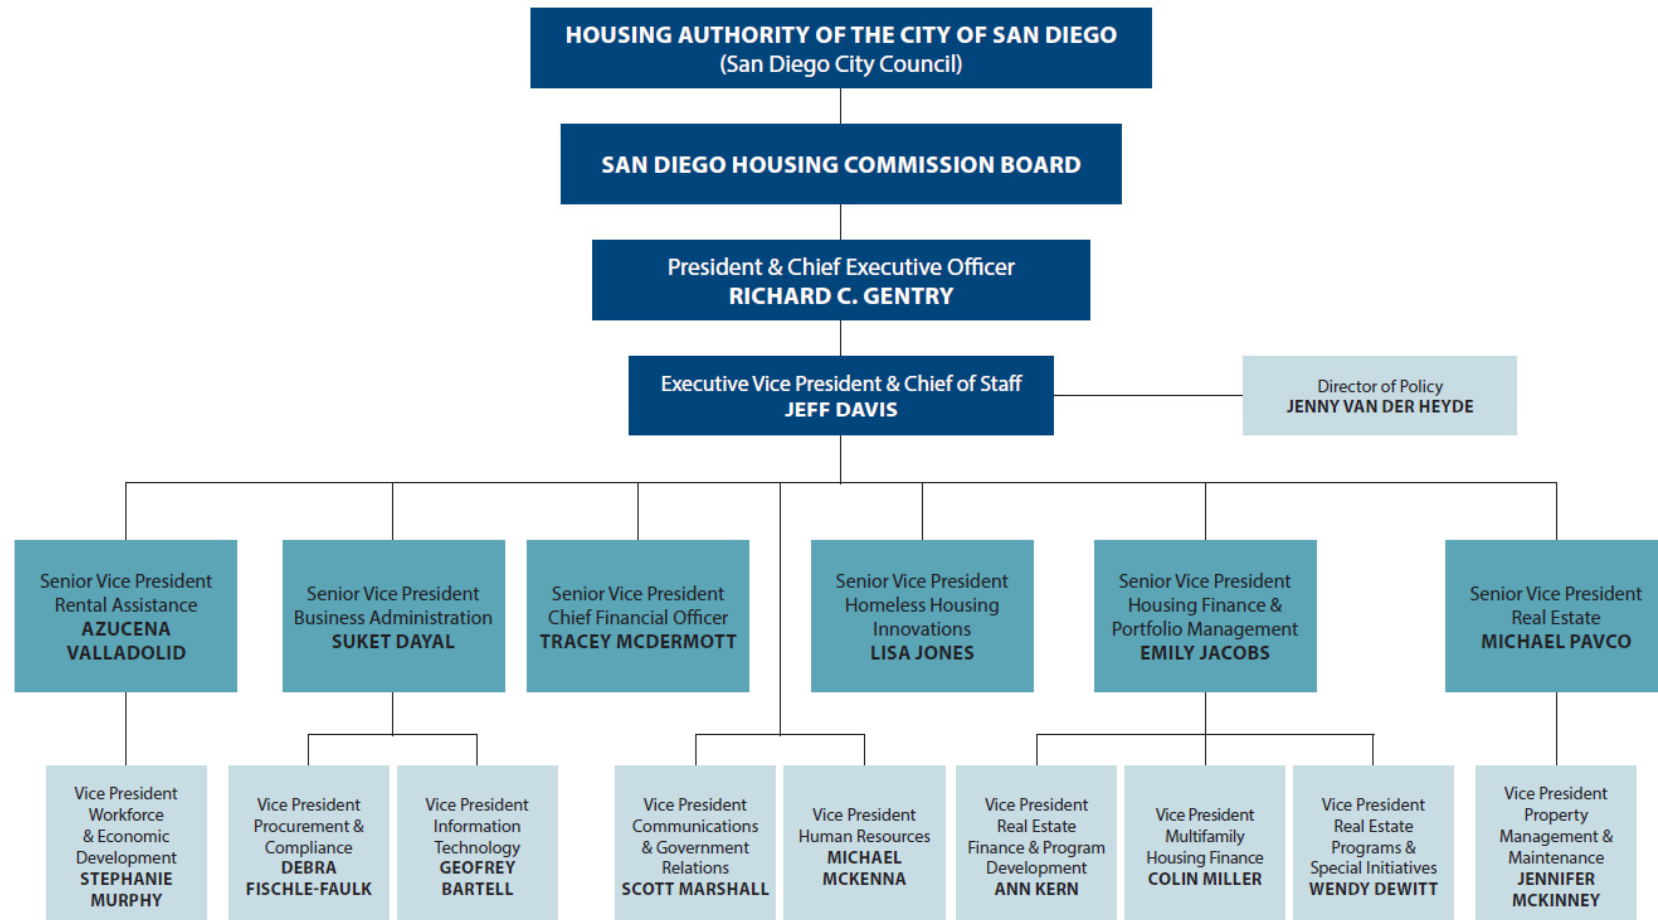 HOUSING AUTHORITY OF THE CITY OF SAN DIEGO
(San Diego City Council)
SAN DIEGO HOUSING COMMISSION BOARD
President & Chief Executive Officer
RICHARD C. GENTRY
Executive Vice President & Chief of Staff
JEFF DAVIS
Director of Policy
JENNY VAN DER HEYDE
Senior Vice President
Rental Assistance
AZUCENA
VALLADOLID
Senior Vice President
Business Administration
SUKET DAYAL
Senior Vice President
Chief Financial Officer
TRACEY MCDERMOTT
Senior Vice President
Homeless Housing
Innovations
LISA JONES
Senior Vice President
Housing Finance &
Portfolio Management
EMILY JACOBS
Senior Vice President
Real Estate
MICHAEL PAVCO
Vice President
Workforce
& Economic
Development
STEPHANIE
MURPHY
Vice President
Procurement &
Compliance
DEBRA
FISCHLE-FAULK
Vice President
Information
Technology
GEOFREY
BARTELL
Vice President
Communications
& Government
Relations
SCOTT MARSHALL
Vice President
Human Resources
MICHAEL
MCKENNA
Vice President
Real Estate
Finance & Program
Development
ANN KERN
Vice President
Multifamily
Housing Finance
COLIN MILLER
Vice President
Real Estate
Programs &
Special Initiatives
WENDY DEWITT
Vice President
Property
Management &
Maintenance
JENNIFER
MCKINNEY